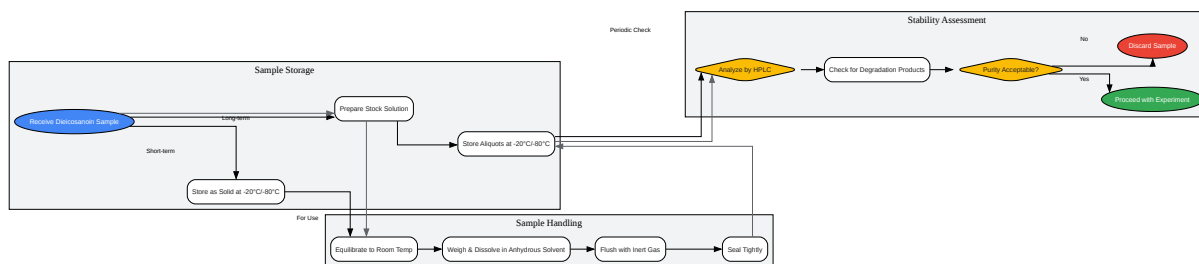 Stability Assessment
Periodic Check
No
Discard Sample
Analyze by HPLC
Check for Degradation Products
Purity Acceptable?
Yes
Proceed with Experiment
Sample Storage
Prepare Stock Solution
Receive Dieicosanoin Sample
Long-term
Store Aliquots at -20°C/-80°C
Short-term
Store as Solid at -20°C/-80°C
For Use
Sample Handling
Equilibrate to Room Temp
Weigh & Dissolve in Anhydrous Solvent
Flush with Inert Gas
Seal Tightly